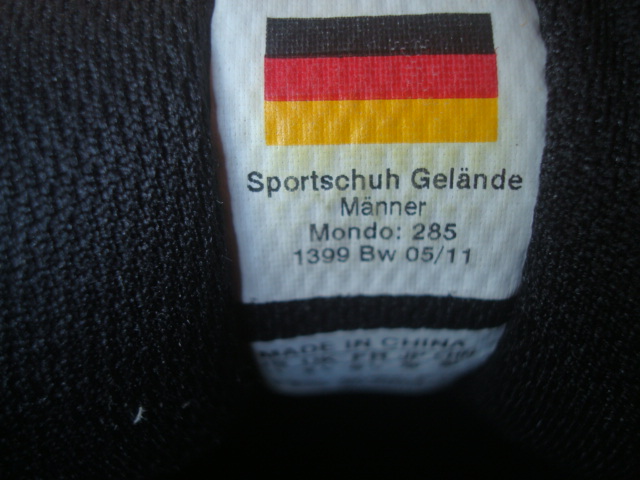 Sportschuh Gelände
Männer
Mondo: 285
1399 Bw 05/11
MADE IN CHINA